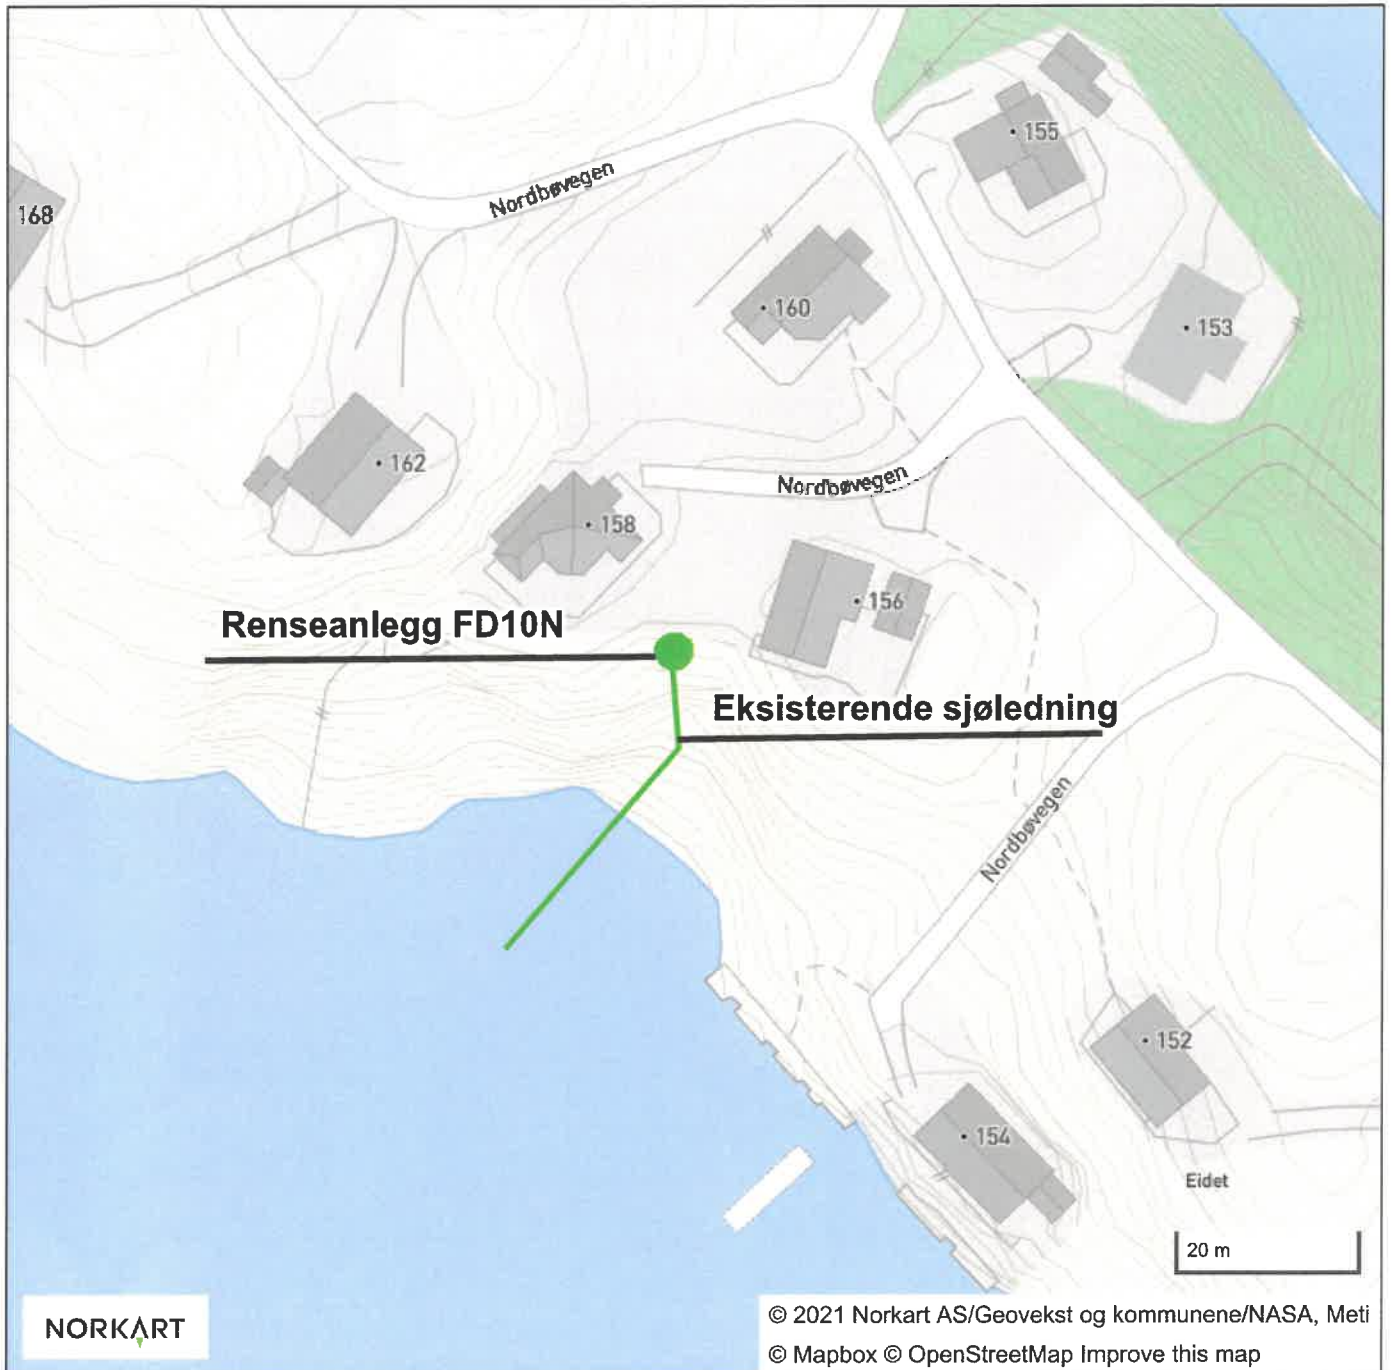 155
Nordbøvegen
168
160
153
162
Nordbøvegen
158
156
Renseanlegg FD10N
Eksisterende sjøledning
Nordbøvegen
152
154
Eidet
20 m
NORKART
© 2021 Norkart AS/Geovekst og kommunene/NASA, Meti
© Mapbox © OpenStreetMap Improve this map